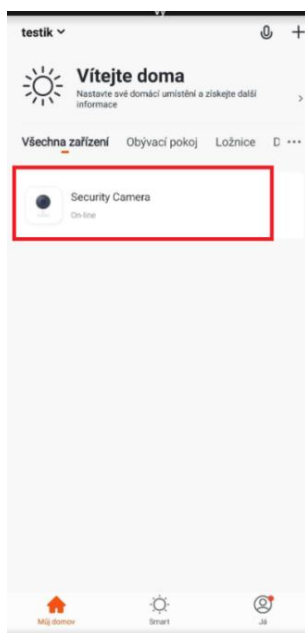 testik
Vítejte doma
Nastavte své domácí umístění a získejte další
informace
Všechna zařízení Obývací pokoj Ložnice D ...
Security Camera
On-line
Můj domov Smart Já